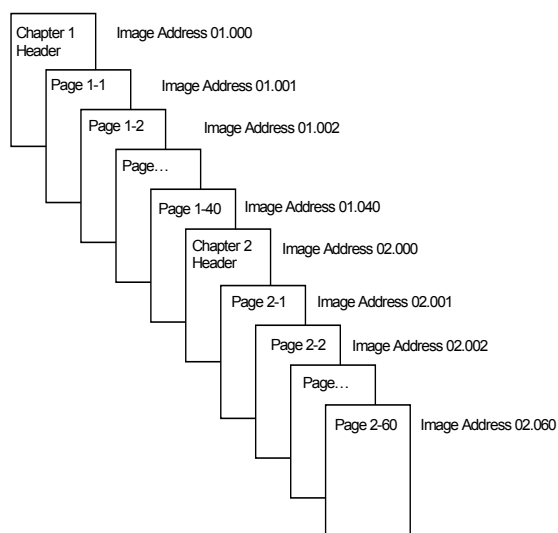 Chapter 1
Header
Image Address 01.000
Page 1-1
Image Address 01.001
Page 1-2
Image Address 01.002
Page…
Page 1-40
Image Address 01.040
Chapter 2
Header
Image Address 02.000
Page 2-1
Image Address 02.001
Page 2-2
Image Address 02.002
Page…
Page 2-60
Image Address 02.060